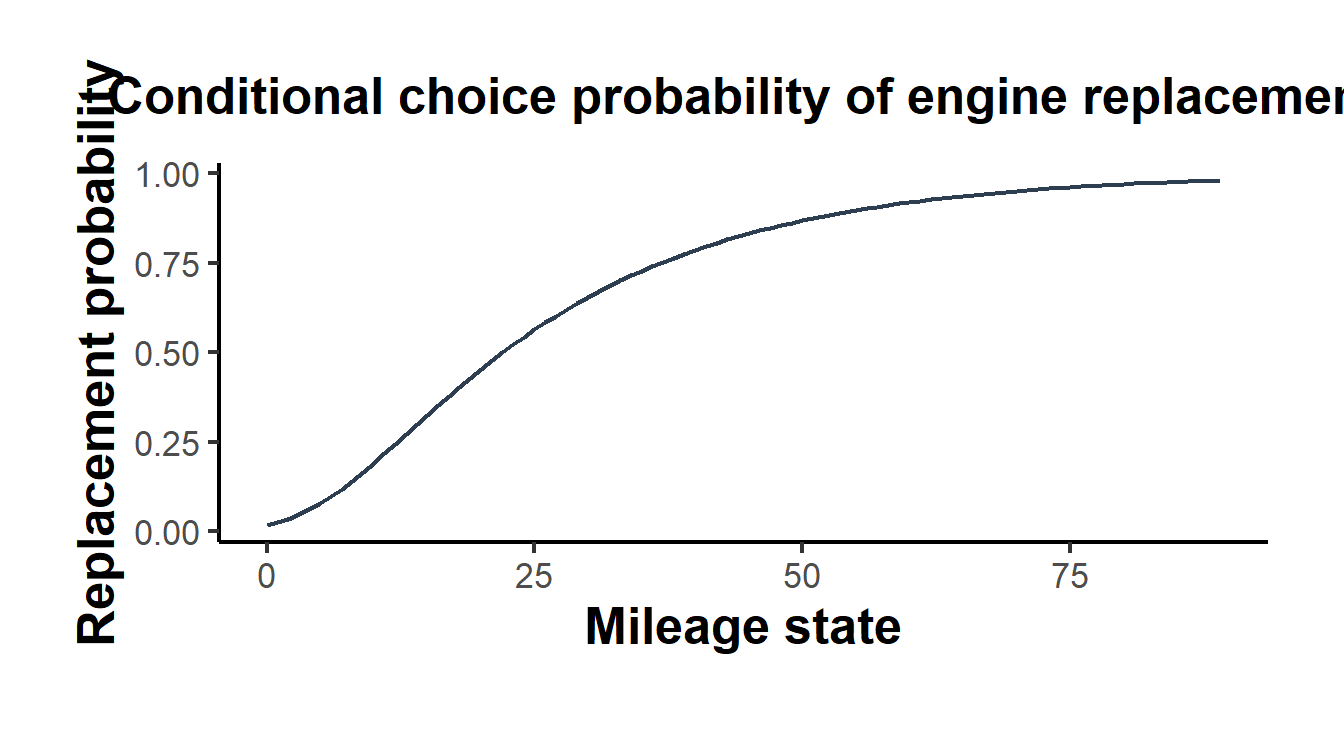 Conditional choice probability of engine replacemen
Replacement probability
1.00
0.75
0.50
0.25
0.00
0 25 50 75
Mileage state